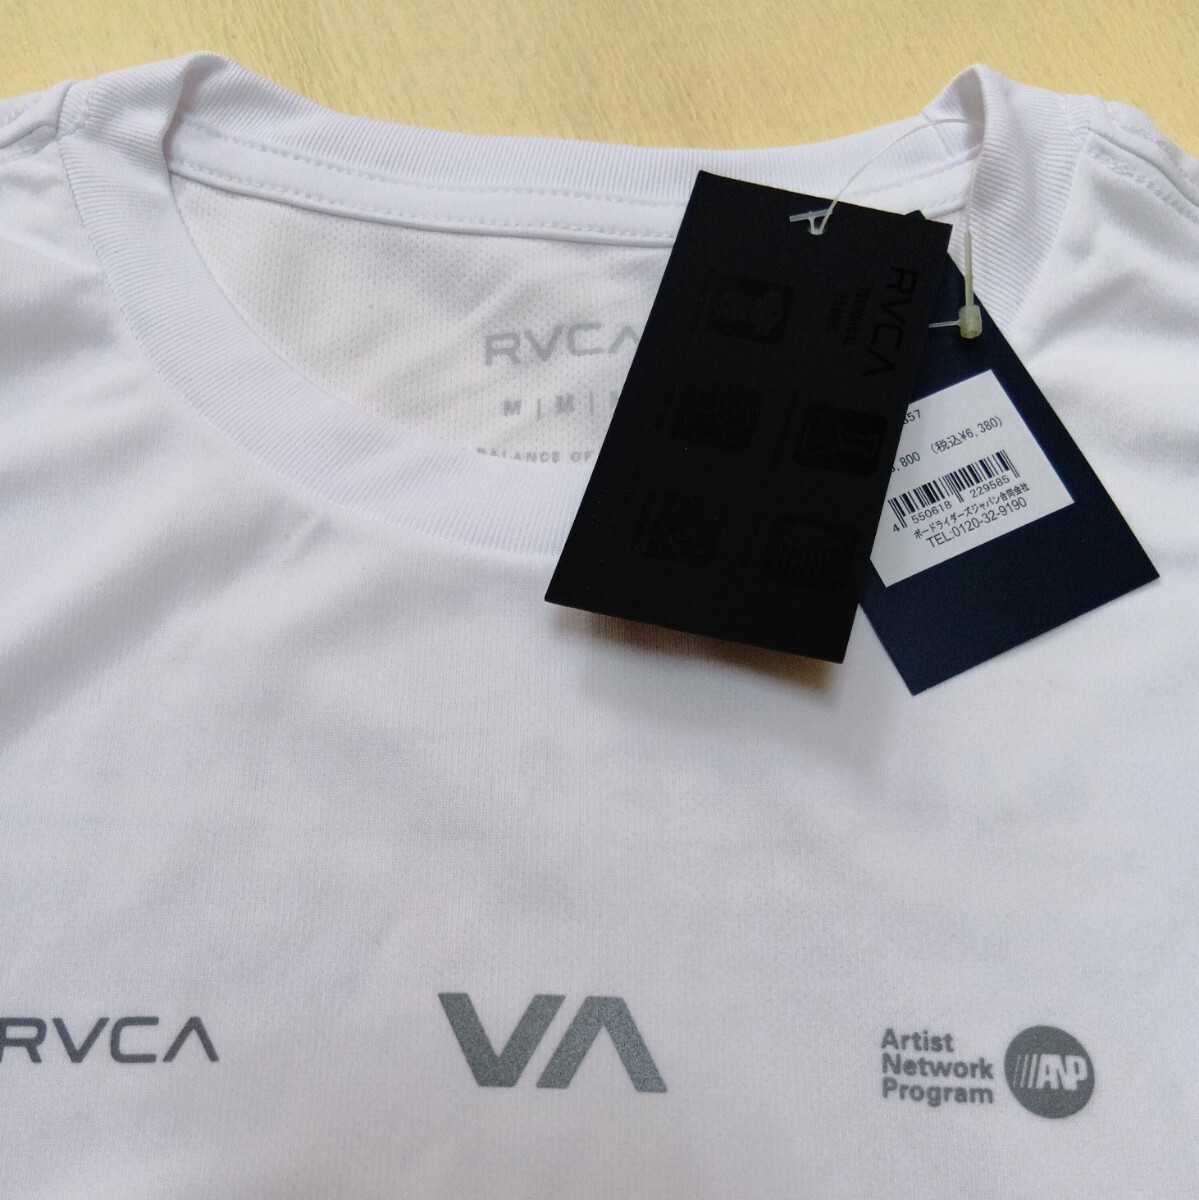 RVCA
M | M |
BALANCE OF
RVCA
857
,800 (税込¥6,380)
4 550618 229585
ボードライダーズジャパン合同会社
TEL:0120-32-9190
RVCA
VA
Artist
Network
Program
ANP